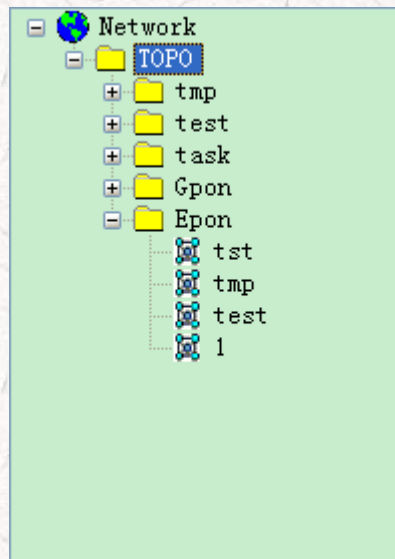 Network
TOPO
tmp
test
task
Gpon
Epon
tst
tmp
test
1